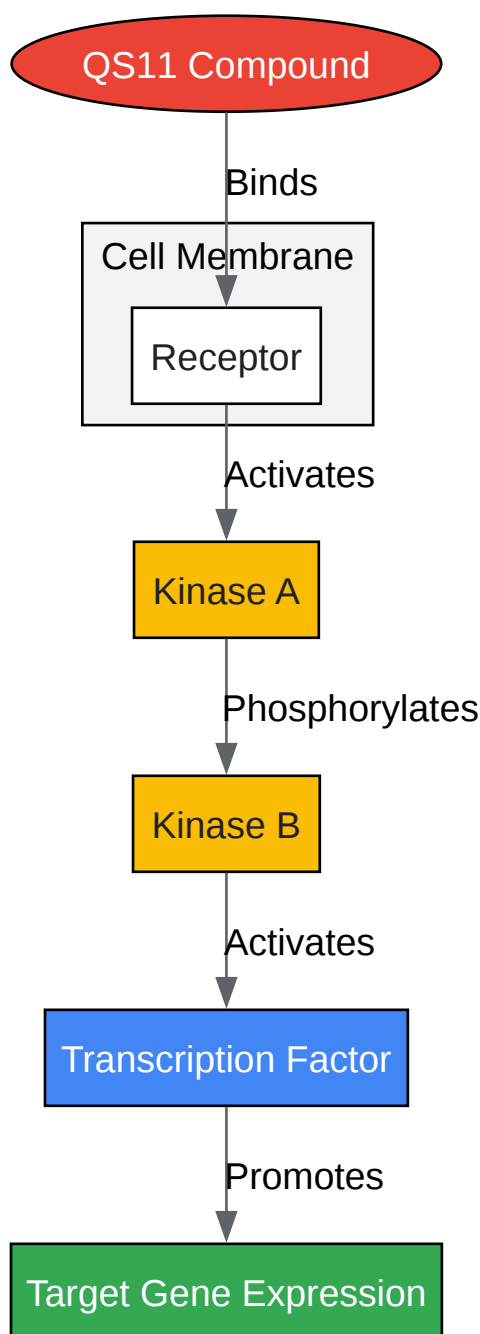 QS11 Compound
Binds
Cell Membrane
Receptor
Activates
Kinase A
Phosphorylates
Kinase B
Activates
Transcription Factor
Promotes
Target Gene Expression